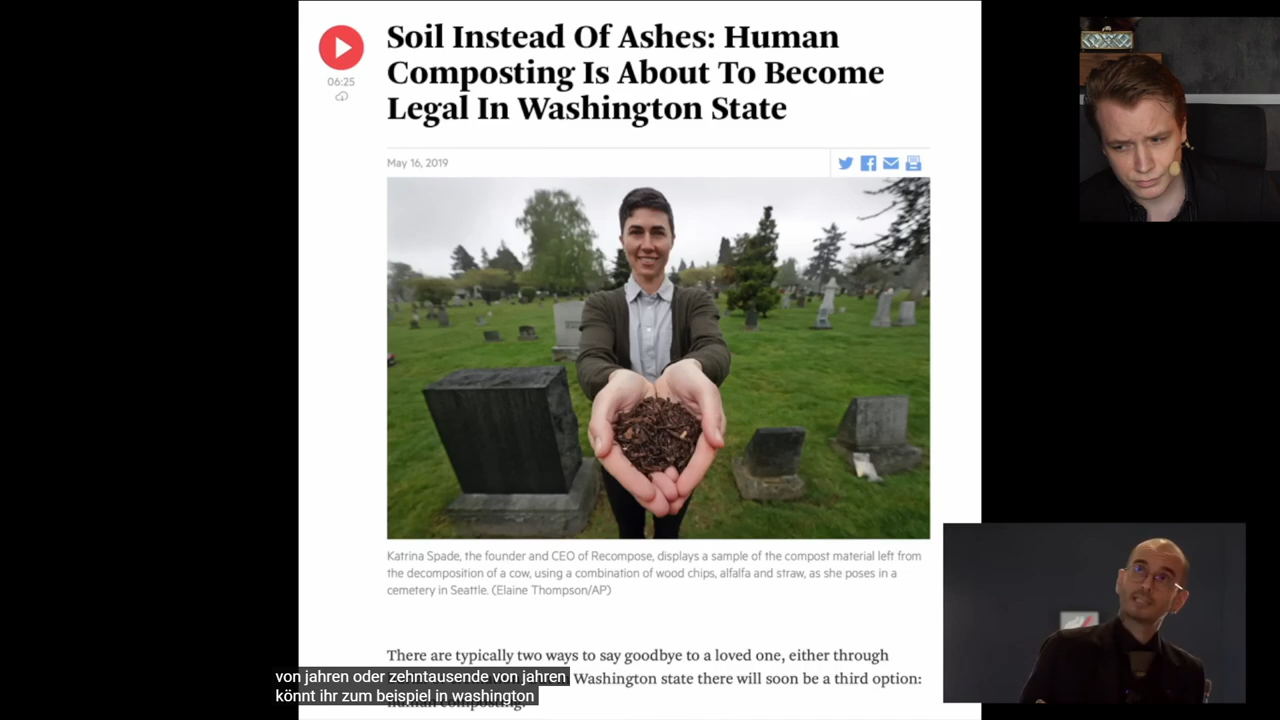 Soil Instead Of Ashes: Human
Composting Is About To Become
Legal In Washington State
06:25
May 16, 2019
Katrina Spade, the founder and CEO of Recompose, displays a sample of the compost material left from
the decomposition of a cow, using a combination of wood chips, alfalfa and straw, as she poses in a
cemetery in Seattle. (Elaine Thompson/AP)
There are typically two ways to say goodbye to a loved one, either through
Washington state there will soon be a third option:
human composting.
von jahren oder zehntausende von jahren
könnt ihr zum beispiel in washington